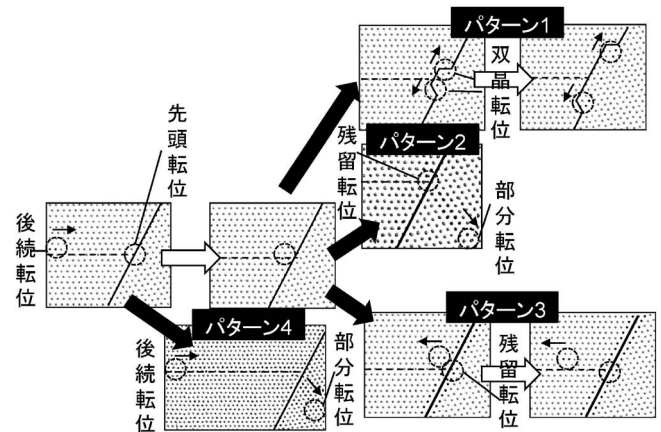 パターン1
双晶転位
パターン2
残留転位
部分転位
先頭転位
後続転位
パターン3
残留転位
パターン4
後続転位
部分転位